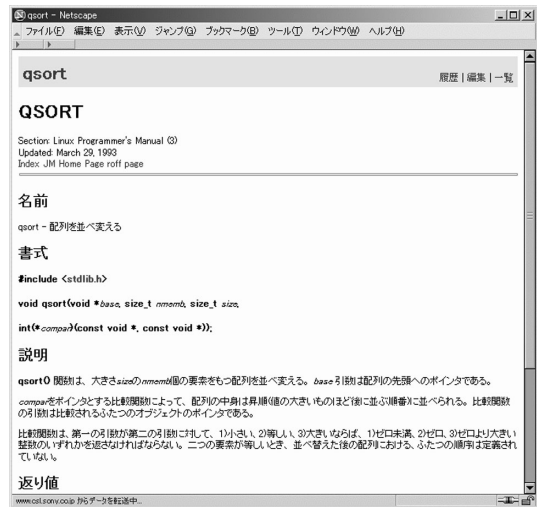 qsort - Netscape
ファイル(F) 編集(E) 表示(V) ジャンプ(G) ブックマーク(B) ツール(T) ウィンドウ(W) ヘルプ(H)
qsort
履歴 | 編集 | 一覧
QSORT
Section: Linux Programmer's Manual (3)
Updated: March 29, 1993
Index JM Home Page roff page
名前
qsort - 配列を並べ変える
書式
#include <stdlib.h>
void qsort(void *base, size_t nmemb, size_t size,
int(*compar)(const void *, const void *));
説明
qsort() 関数は、大きさsizeのnmemb個の要素をもつ配列を並べ変える。base引数は配列の先頭へのポインタである。
comparをポインタとする比較関数によって、配列の中身は昇順(値の大きいものほど後に並ぶ順番)に並べられる。比較関数
の引数は比較されるふたつのオブジェクトのポインタである。
比較関数は、第一の引数が第二の引数に対して、1)小さい、2)等しい、3)大きいならば、1)ゼロ未満、2)ゼロ、3)ゼロより大きい
整数のいずれかを返さなければならない。二つの要素が等しいとき、並べ替えた後の配列における、ふたつの順序は定義され
ていない。
返り値
www.csl.sony.co.jp からデータを転送中...